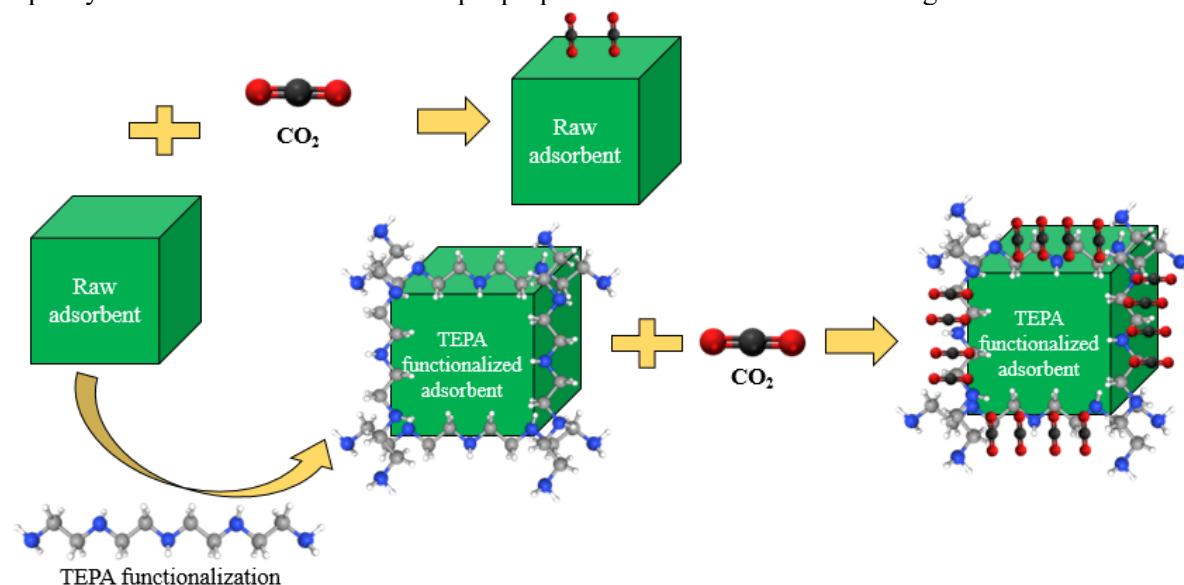 CO₂
Raw
adsorbent
Raw
adsorbent
TEPA
functionalized
adsorbent
CO₂
TEPA
functionalized
adsorbent
TEPA functionalization